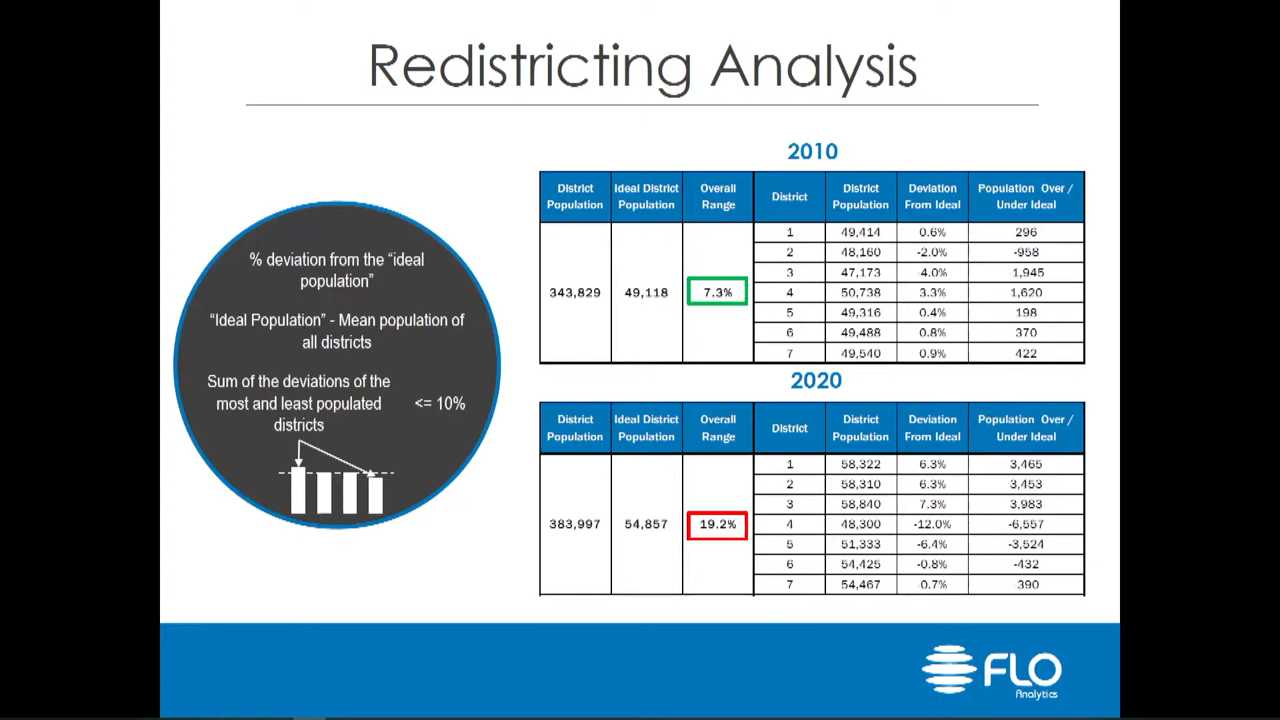 Redistricting Analysis
% deviation from the “ideal
population”
“Ideal Population” - Mean population of
all districts
Sum of the deviations of the
most and least populated
districts
<= 10%
2010
District Population Ideal District Population Overall Range District District Population Deviation From Ideal Population Over / Under Ideal
343,829 49,118 7.3%
1 49,414 0.6% 296
2 48,160 -2.0% -958
3 47,173 -4.0% 1,945
4 50,738 3.3% 1,620
5 49,316 0.4% 198
6 49,488 0.8% 370
7 49,540 0.9% 422
2020
District Population Ideal District Population Overall Range District District Population Deviation From Ideal Population Over / Under Ideal
383,997 54,857 19.2%
1 58,322 6.3% 3,465
2 58,310 6.3% 3,453
3 58,840 7.3% 3,983
4 48,300 -12.0% -6,557
5 51,333 -6.4% -3,524
6 54,425 -0.8% -432
7 54,467 -0.7% -390
FLO
Analytics